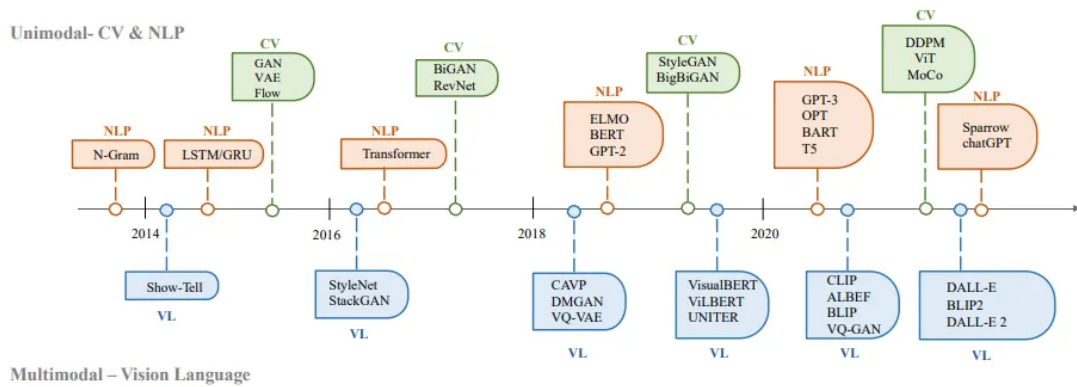 Unimodal- CV & NLP
CV
GAN
VAE
Flow
CV
BiGAN
RevNet
CV
StyleGAN
BigBiGAN
CV
DDPM
ViT
MoCo
NLP
N-Gram
NLP
LSTM/GRU
NLP
Transformer
NLP
ELMO
BERT
GPT-2
NLP
GPT-3
OPT
BART
T5
NLP
Sparrow
chatGPT
2014
2016
2018
2020
Show-Tell
VL
StyleNet
StackGAN
VL
CAVP
DMGAN
VQ-VAE
VL
VisualBERT
ViLBERT
UNITER
VL
CLIP
ALBEF
BLIP
VQ-GAN
VL
DALL-E
BLIP2
DALL-E 2
VL
Multimodal – Vision Language